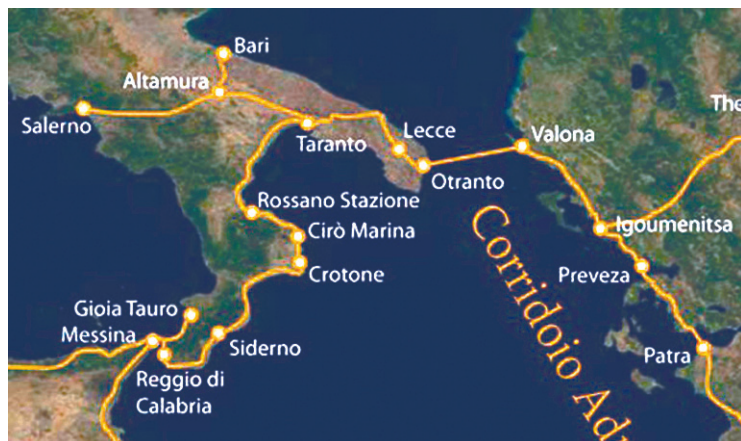 Bari
Altamura
The
Salerno
Taranto
Lecce
Valona
Otranto
Rossano Stazione
Igoumenitsa
Cirò Marina
Crotone
Preveza
Gioia Tauro
Messina
Siderno
Patra
Reggio di
Calabria
Corridoio Ad